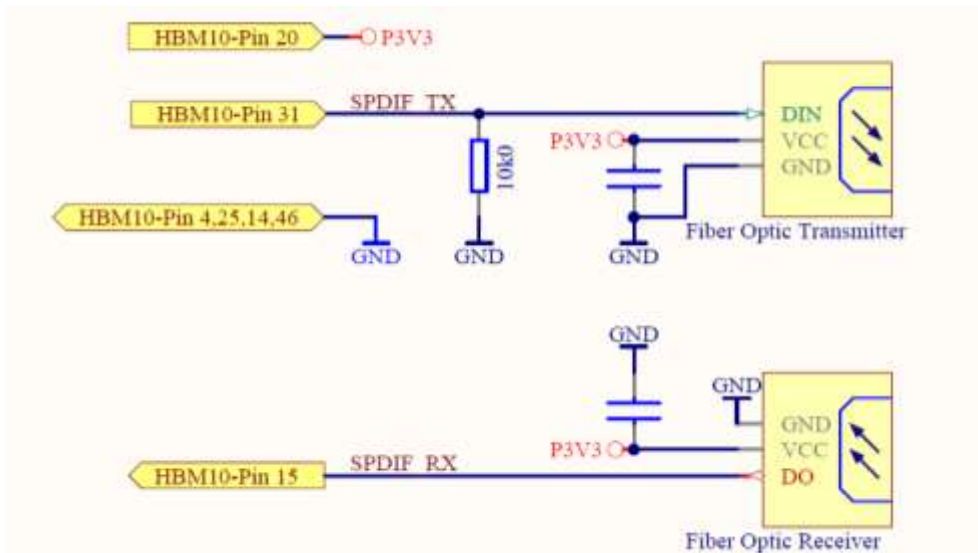 HBM10-Pin 20
P3V3
HBM10-Pin 31
SPDIF_TX
DIN
P3V3
VCC
GND
10k0
HBM10-Pin 4,25,14,46
GND
GND
GND
Fiber Optic Transmitter
GND
GND
GND
P3V3
VCC
HBM10-Pin 15
SPDIF_RX
DO
Fiber Optic Receiver